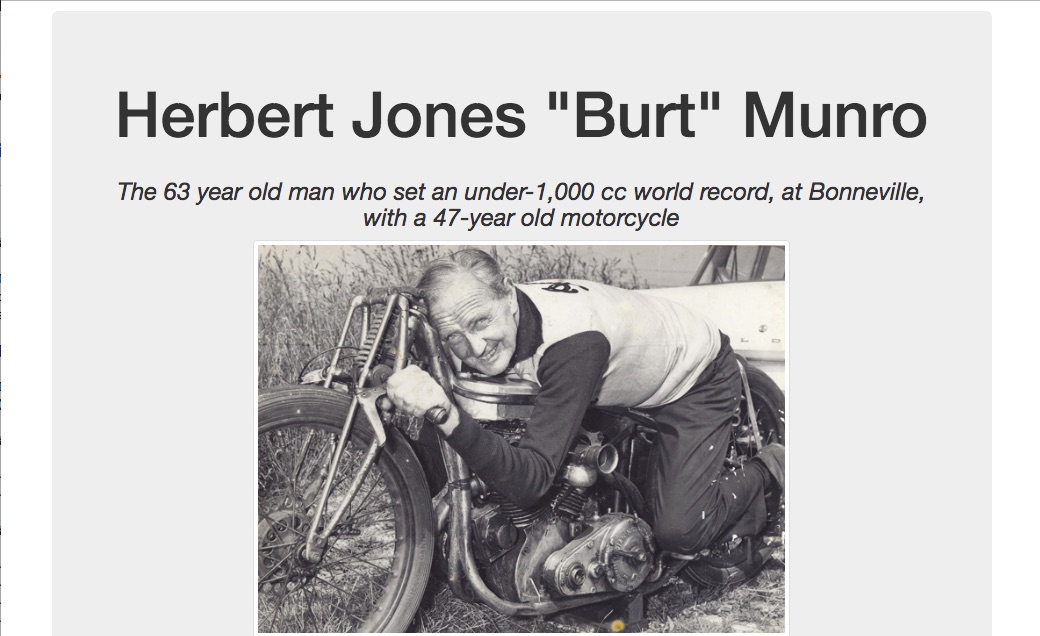 Herbert Jones "Burt" Munro
The 63 year old man who set an under-1,000 cc world record, at Bonneville,
with a 47-year old motorcycle